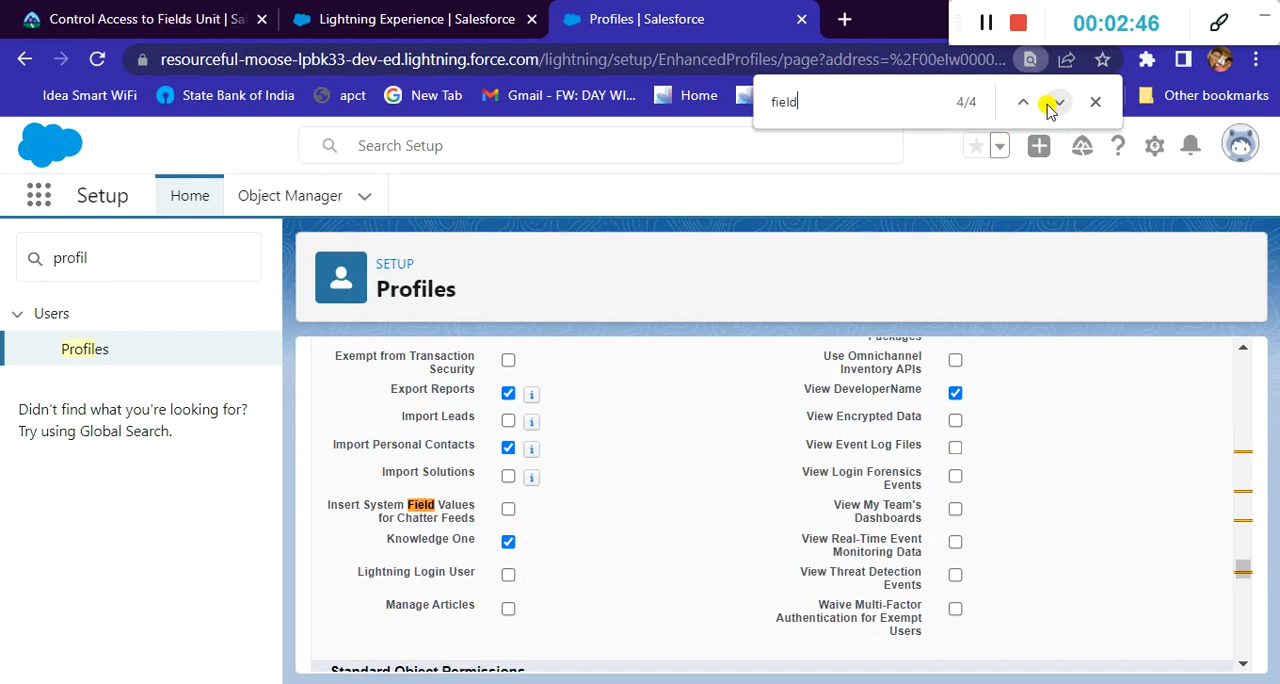 Control Access to Fields Unit | Sal
Lightning Experience | Salesforce
Profiles | Salesforce
00:02:46
resourceful-moose-lpbk33-dev-ed.lightning.force.com/lightning/setup/EnhancedProfiles/page?address=%2F00elw0000...
Idea Smart WiFi
State Bank of India
apct
New Tab
Gmail - FW: DAY WI...
Home
Other bookmarks
field
4/4
Search Setup
Setup
Home
Object Manager
profil
Users
Profiles
Didn't find what you're looking for?
Try using Global Search.
SETUP
Profiles
Packages
Exempt from Transaction
Security
Use Omnichannel
Inventory APIs
Export Reports
View DeveloperName
Import Leads
View Encrypted Data
Import Personal Contacts
View Event Log Files
Import Solutions
View Login Forensics
Events
Insert System Field Values
for Chatter Feeds
View My Team's
Dashboards
Knowledge One
View Real-Time Event
Monitoring Data
Lightning Login User
View Threat Detection
Events
Manage Articles
Waive Multi-Factor
Authentication for Exempt
Users
Standard Object Permissions